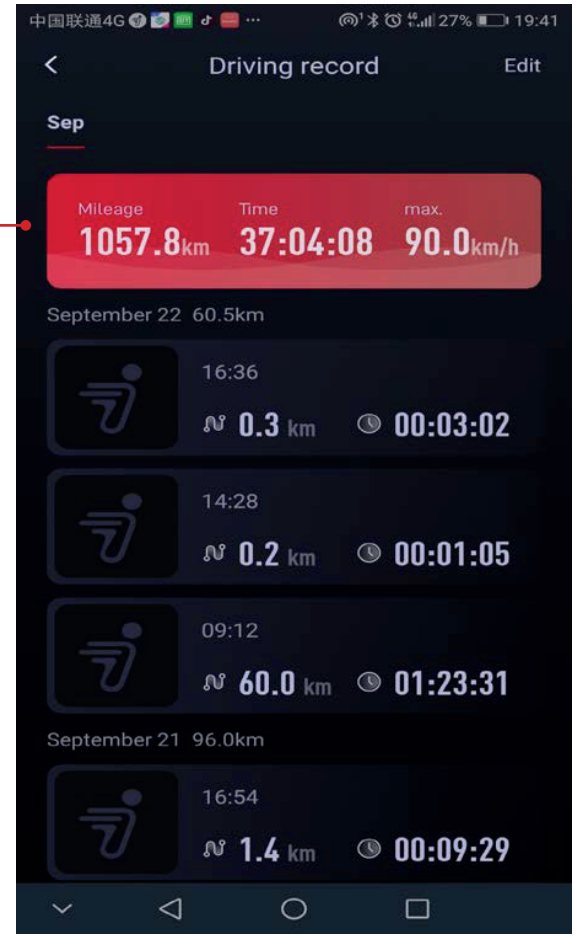 中国联通4G ... 1 46 27% 19:41
Driving record Edit
Sep
Mileage Time max.
1057.8km 37:04:08 90.0km/h
September 22 60.5km
16:36
0.3 km 00:03:02
14:28
0.2 km 00:01:05
09:12
60.0 km 01:23:31
September 21 96.0km
16:54
1.4 km 00:09:29